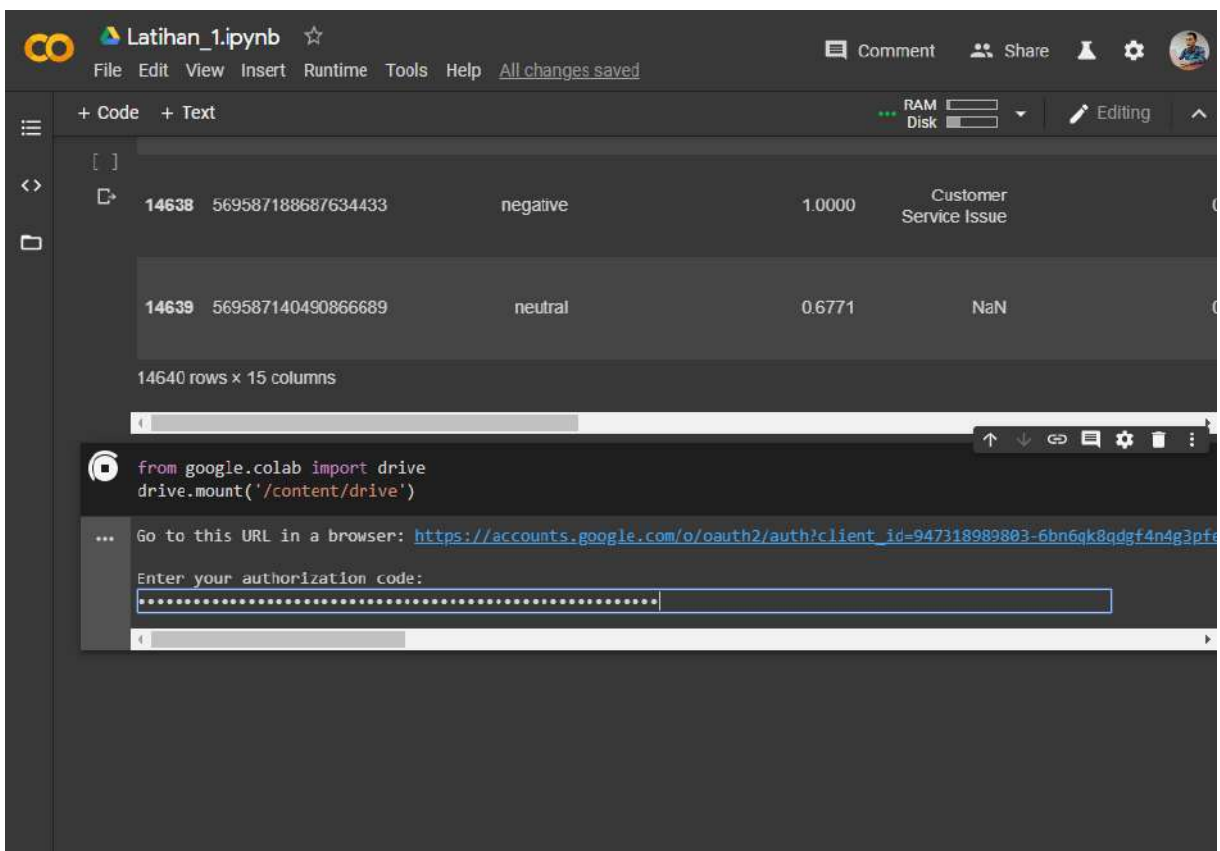 CO Latihan_1.ipynb
Comment Share
File Edit View Insert Runtime Tools Help All changes saved
+ Code + Text
RAM
Disk
Editing
[ ]
14638 569587188687634433 negative 1.0000 Customer Service Issue 0
14639 569587140490866689 neutral 0.6771 NaN 0
14640 rows × 15 columns
from google.colab import drive
drive.mount('/content/drive')
Go to this URL in a browser: https://accounts.google.com/o/oauth2/auth?client_id=947318989803-6bn6qk8qdgf4n4g3pfe
Enter your authorization code: